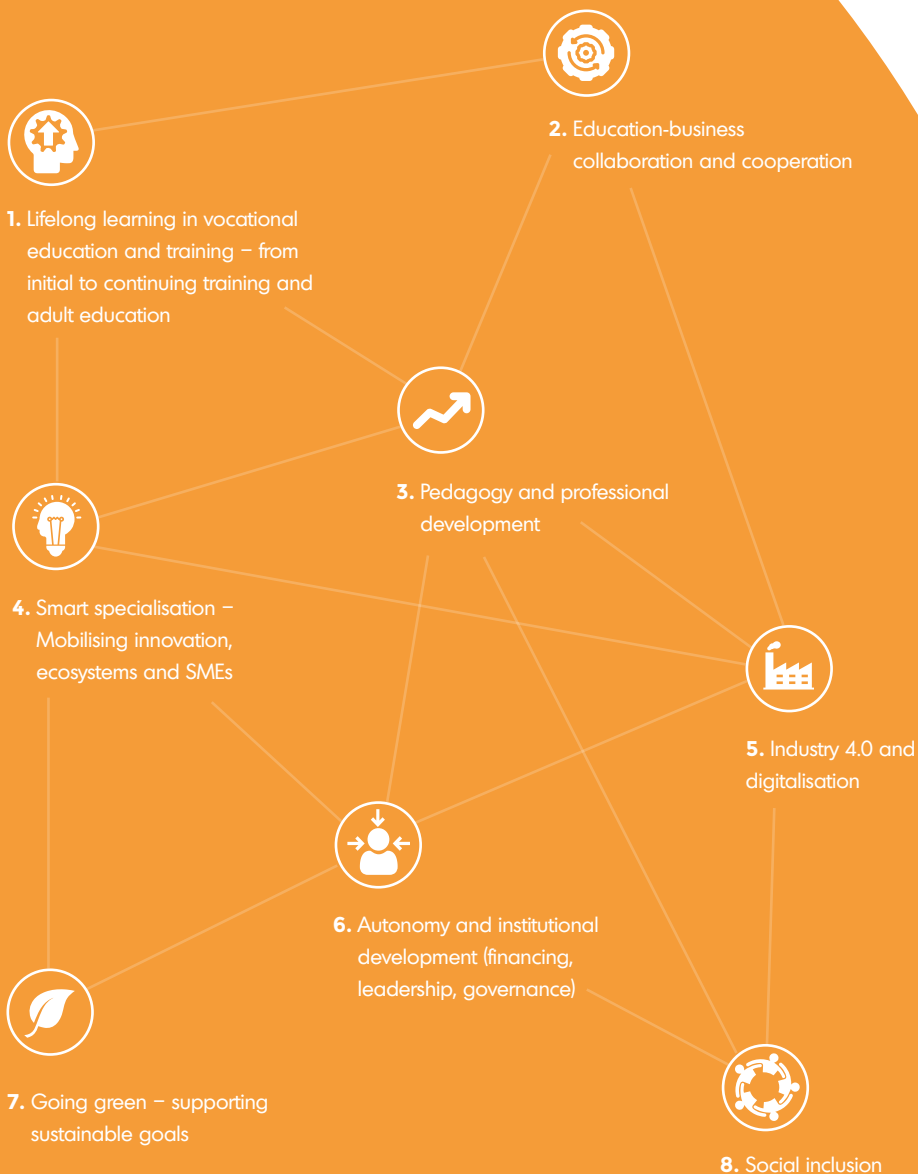 2. Education-business
collaboration and cooperation
1. Lifelong learning in vocational
education and training – from
initial to continuing training and
adult education
3. Pedagogy and professional
development
4. Smart specialisation –
Mobilising innovation,
ecosystems and SMEs
5. Industry 4.0 and
digitalisation
6. Autonomy and institutional
development (financing,
leadership, governance)
7. Going green – supporting
sustainable goals
8. Social inclusion